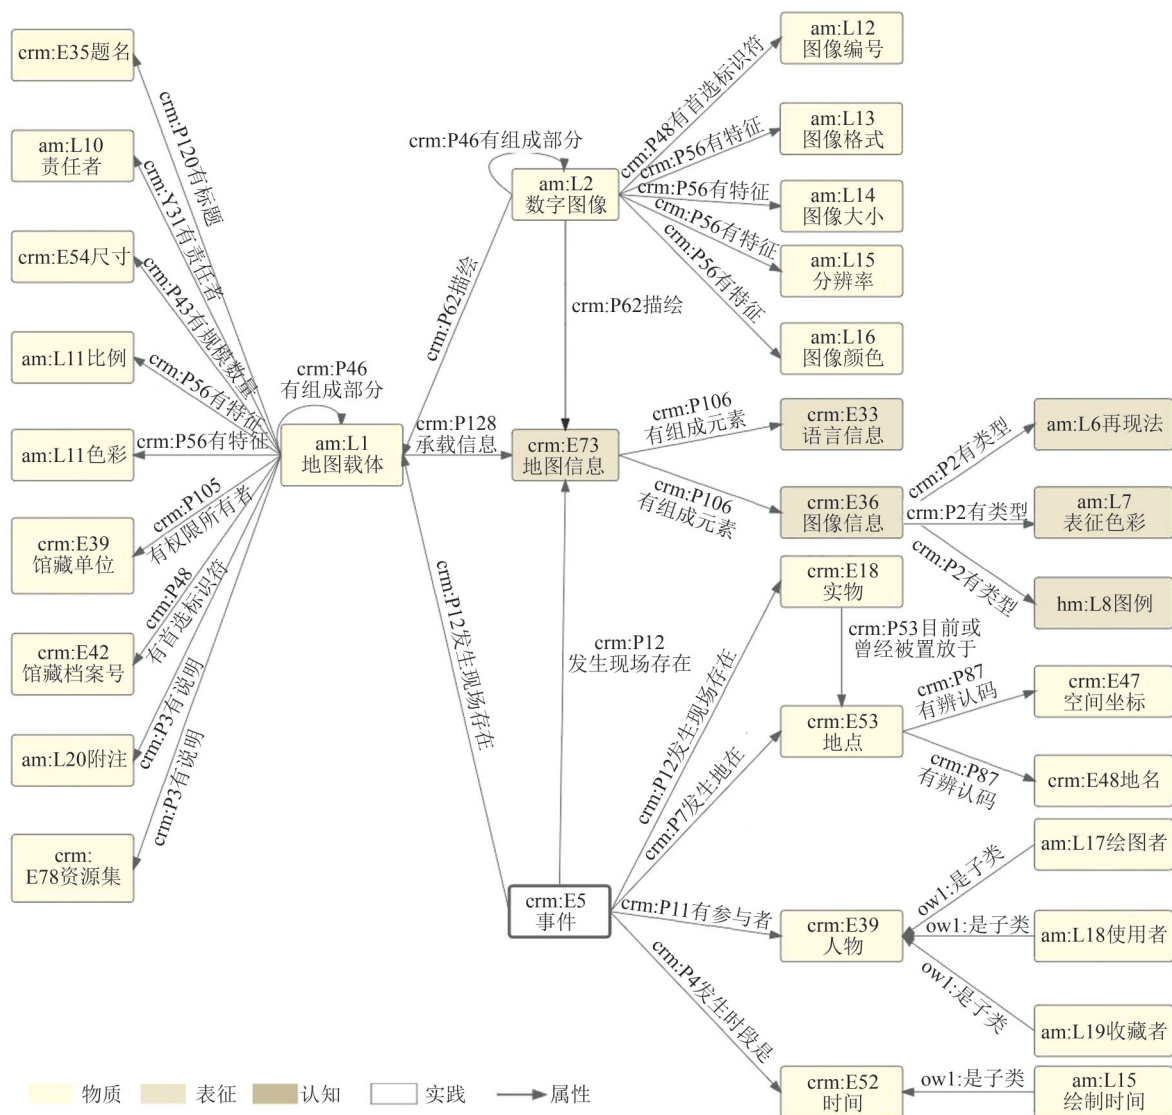 crm:E35题名
am:L10
责任者
crm:E54尺寸
am:L11比例
am:L11色彩
crm:E39
馆藏单位
crm:E42
馆藏档案号
am:L20附注
crm:
E78资源集
crm:P120有标题
crm:Y31有责任者
crm:P43有规模数量
crm:P56有特征
crm:P56有特征
crm:P105
有权限所有者
crm:P48
有首选标识符
crm:P3有说明
crm:P3有说明
crm:P46
有组成部分
am:L1
地图载体
crm:P46有组成部分
am:L2
数字图像
crm:P62描绘
crm:P62描绘
crm:P128
承载信息
crm:E73
地图信息
crm:P12发生现场存在
crm:P12
发生现场存在
crm:E5
事件
crm:P48有首选标识符
crm:P56有特征
crm:P56有特征
crm:P56有特征
crm:P56有特征
am:L12
图像编号
am:L13
图像格式
am:L14
图像大小
am:L15
分辨率
am:L16
图像颜色
crm:P106
有组成元素
crm:P106
有组成元素
crm:E33
语言信息
crm:E36
图像信息
crm:P2有类型
crm:P2有类型
crm:P2有类型
am:L6再现法
am:L7
表征色彩
hm:L8图例
crm:E18
实物
crm:P53目前或
曾经被置放于
crm:P12发生现场存在
crm:P7发生地在
crm:E53
地点
crm:P87
有辨认码
crm:P87
有辨认码
crm:E47
空间坐标
crm:E48地名
crm:P11有参与者
crm:E39
人物
ow1:是子类
ow1:是子类
ow1:是子类
am:L17绘图者
am:L18使用者
am:L19收藏者
crm:P4发生时段是
crm:E52
时间
ow1:是子类
am:L15
绘制时间
物质
表征
认知
实践
属性